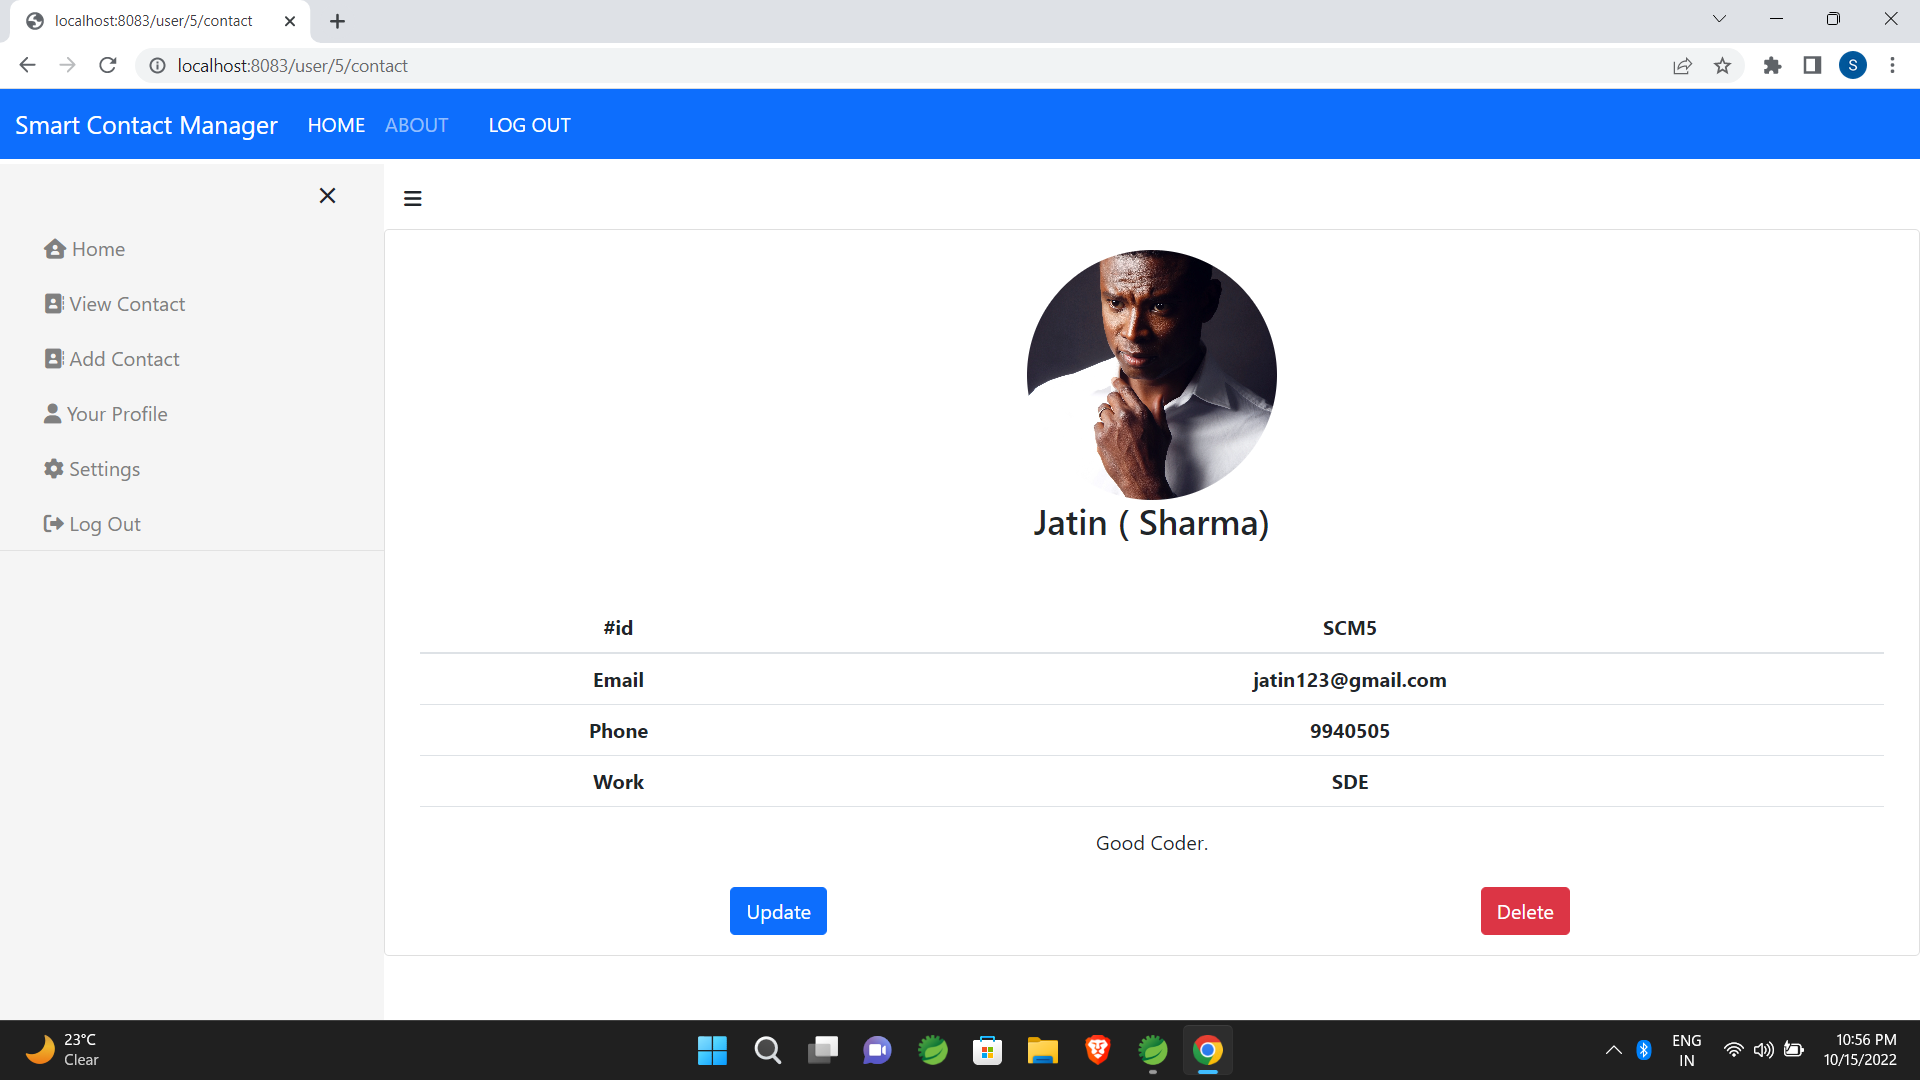 localhost:8083/user/5/contact
localhost:8083/user/5/contact
S
Smart Contact Manager HOME ABOUT LOG OUT
Home
View Contact
Add Contact
Your Profile
Settings
Log Out
Jatin ( Sharma)
#id SCM5
Email jatin123@gmail.com
Phone 9940505
Work SDE
Good Coder.
Update Delete
23°C
Clear
ENG
IN
10:56 PM
10/15/2022